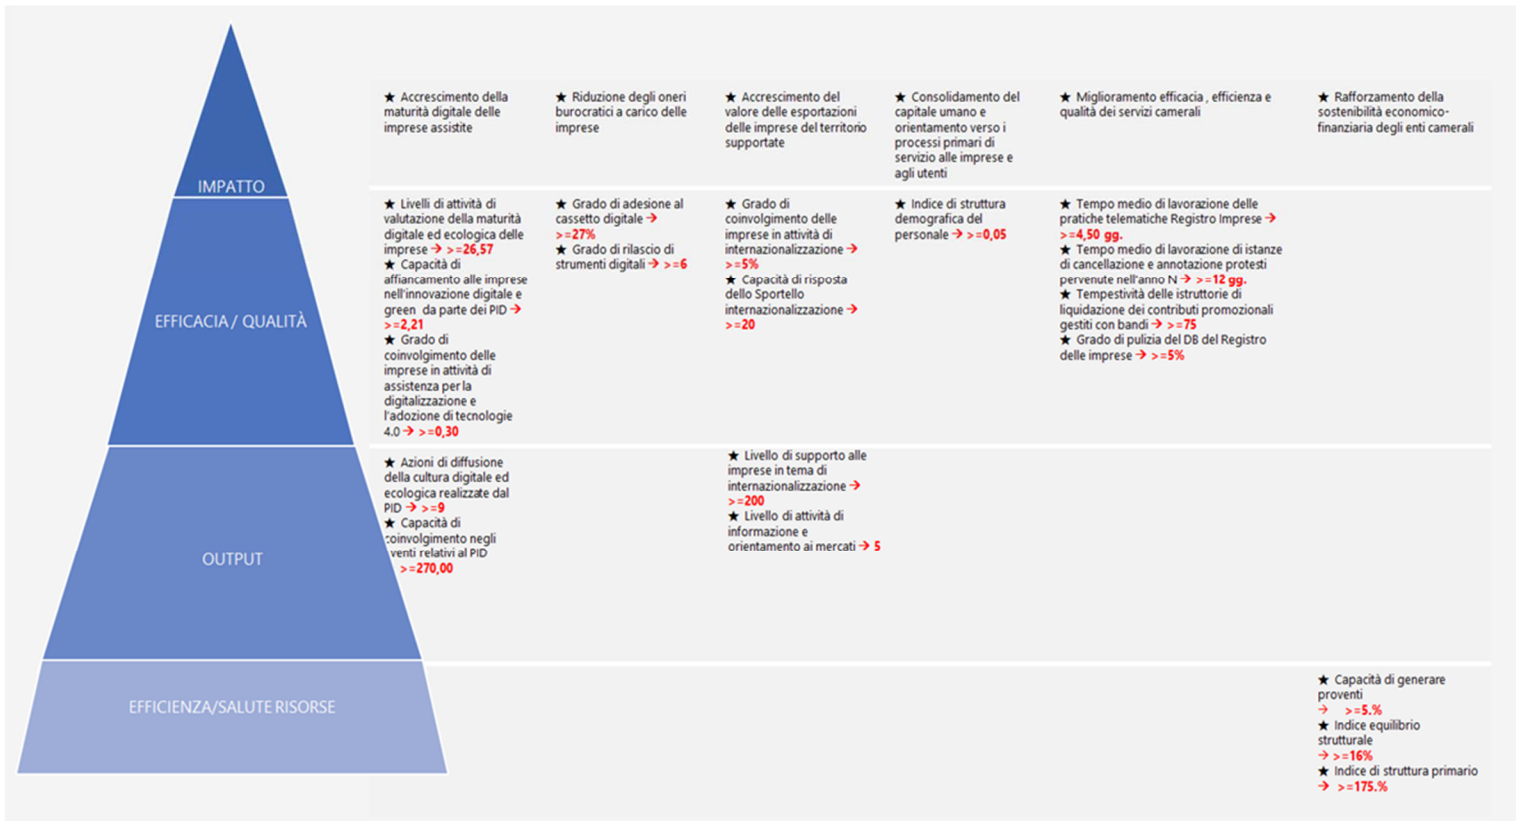 IMPATTO
★ Accrescimento della
maturità digitale delle
imprese assistite
★ Riduzione degli oneri
burocratici a carico delle
imprese
★ Accrescimento del
valore delle esportazioni
delle imprese del territorio
supportate
★ Consolidamento del
capitale umano e
orientamento verso i
processi primari di
servizio alle imprese e
agli utenti
★ Miglioramento efficacia , efficienza e
qualità dei servizi camerali
★ Rafforzamento della
sostenibilità economico-
finanziaria degli enti camerali
EFFICACIA / QUALITÀ
★ Livelli di attività di
valutazione della maturità
digitale ed ecologica delle
imprese → >=26,57
★ Capacità di
affiancamento alle imprese
nell'innovazione digitale e
green da parte dei PID →
>=2,21
★ Grado di
coinvolgimento delle
imprese in attività di
assistenza per la
digitalizzazione e
l'adozione di tecnologie
4.0 → >=0,30
★ Grado di adesione al
cassetto digitale →
>=27%
★ Grado di rilascio di
strumenti digitali → >=6
★ Grado di
coinvolgimento delle
imprese in attività di
internazionalizzazione →
>=5%
★ Capacità di risposta
dello Sportello
internazionalizzazione →
>=20
★ Indice di struttura
demografica del
personale → >=0,05
★ Tempo medio di lavorazione delle
pratiche telematiche Registro Imprese →
>=4,50 gg.
★ Tempo medio di lavorazione di istanze
di cancellazione e annotazione protesti
pervenute nell'anno N → >=12 gg.
★ Tempestività delle istruttorie di
liquidazione dei contributi promozionali
gestiti con bandi → >=75
★ Grado di pulizia del DB del Registro
delle imprese → >=5%
OUTPUT
★ Azioni di diffusione
della cultura digitale ed
ecologica realizzate dal
PID → >=9
★ Capacità di
coinvolgimento negli
venti relativi al PID
>=270,00
★ Livello di supporto alle
imprese in tema di
internazionalizzazione →
>=200
★ Livello di attività di
informazione e
orientamento ai mercati → 5
EFFICIENZA/SALUTE RISORSE
★ Capacità di generare
proventi
→ >=5.%
★ Indice equilibrio
strutturale
→ >=16%
★ Indice di struttura primario
→ >=175.%